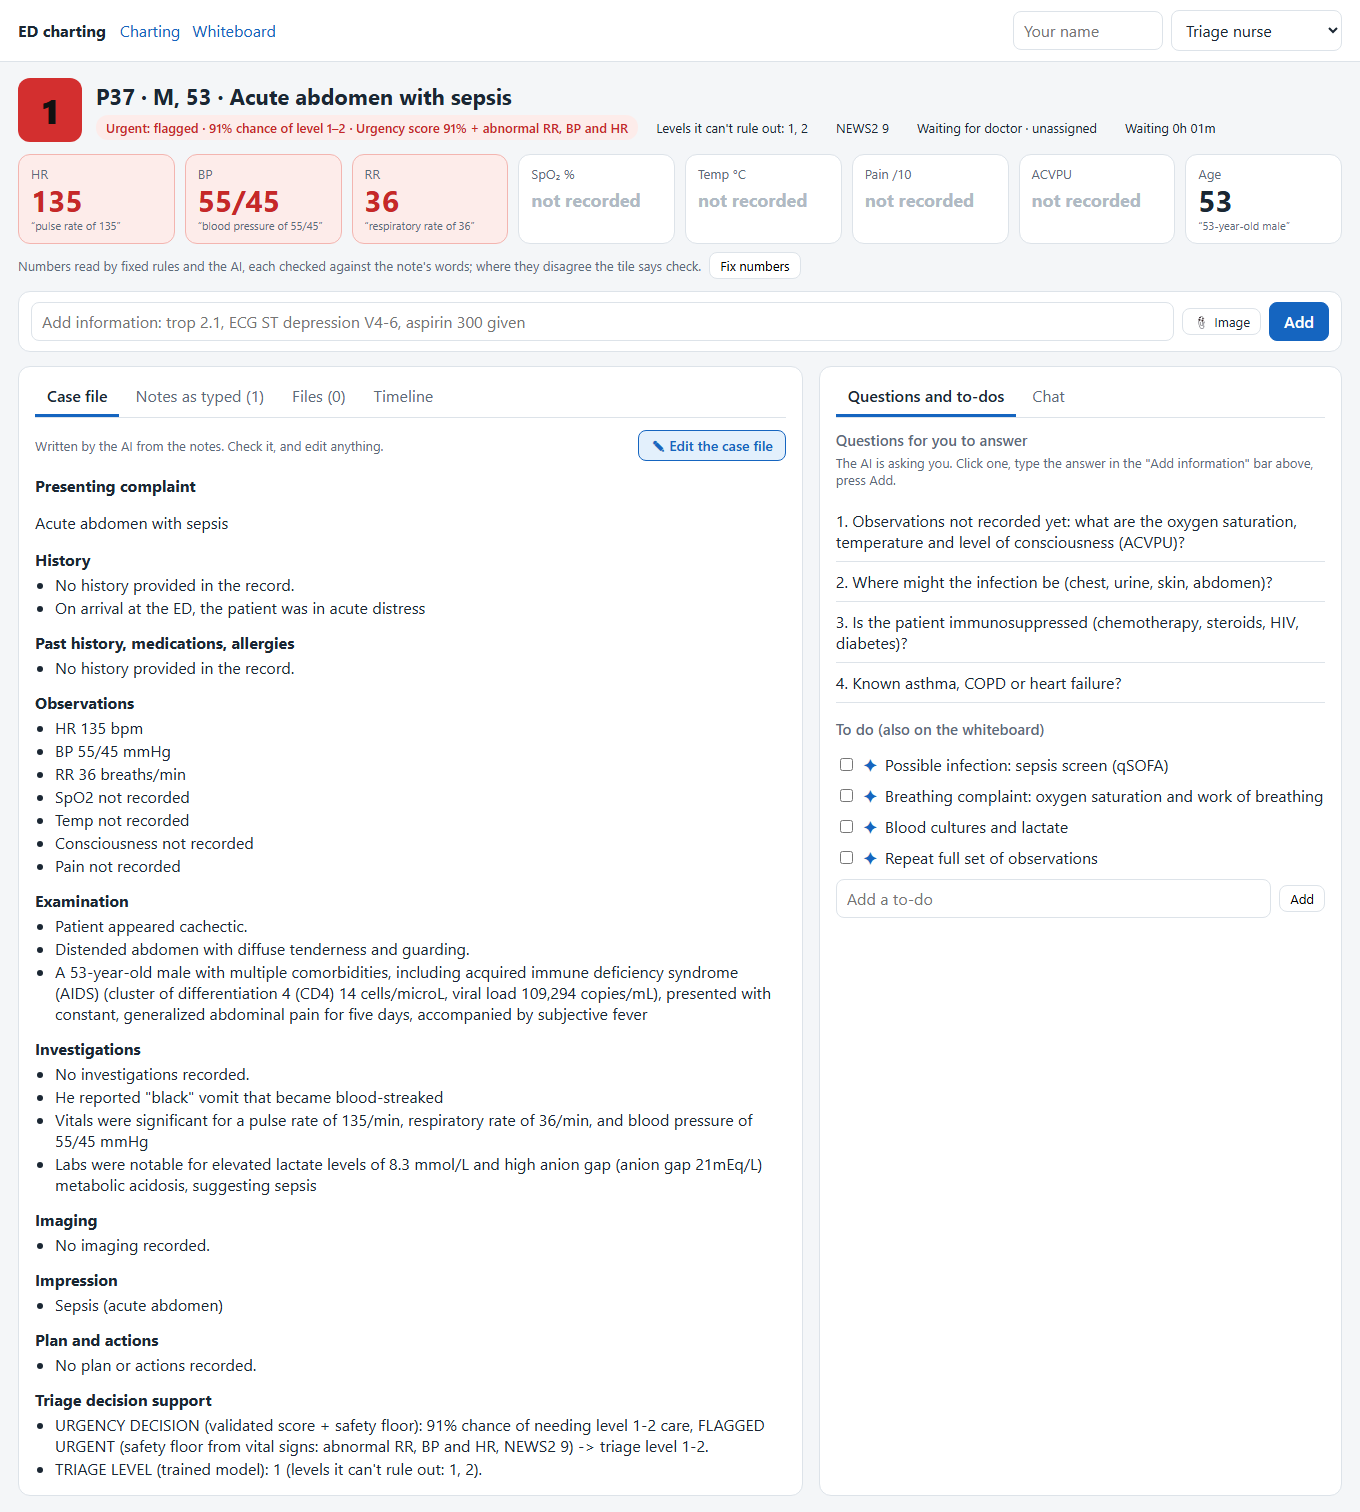 ED charting Charting Whiteboard Your name Triage nurse
1
P37 · M, 53 · Acute abdomen with sepsis
Urgent: flagged · 91% chance of level 1–2 · Urgency score 91% + abnormal RR, BP and HR Levels it can't rule out: 1, 2 NEWS2 9 Waiting for doctor · unassigned Waiting 0h 01m
HR
135
“pulse rate of 135”
BP
55/45
“blood pressure of 55/45”
RR
36
“respiratory rate of 36”
SpO₂ %
not recorded
Temp °C
not recorded
Pain /10
not recorded
ACVPU
not recorded
Age
53
“53-year-old male”
Numbers read by fixed rules and the AI, each checked against the note's words; where they disagree the tile says check. Fix numbers
Add information: trop 2.1, ECG ST depression V4-6, aspirin 300 given Image Add
Case file Notes as typed (1) Files (0) Timeline
Written by the AI from the notes. Check it, and edit anything. Edit the case file
Presenting complaint
Acute abdomen with sepsis
History
• No history provided in the record.
• On arrival at the ED, the patient was in acute distress
Past history, medications, allergies
• No history provided in the record.
Observations
• HR 135 bpm
• BP 55/45 mmHg
• RR 36 breaths/min
• SpO2 not recorded
• Temp not recorded
• Consciousness not recorded
• Pain not recorded
Examination
• Patient appeared cachectic.
• Distended abdomen with diffuse tenderness and guarding.
• A 53-year-old male with multiple comorbidities, including acquired immune deficiency syndrome
(AIDS) (cluster of differentiation 4 (CD4) 14 cells/microL, viral load 109,294 copies/mL), presented with
constant, generalized abdominal pain for five days, accompanied by subjective fever
Investigations
• No investigations recorded.
• He reported "black" vomit that became blood-streaked
• Vitals were significant for a pulse rate of 135/min, respiratory rate of 36/min, and blood pressure of
55/45 mmHg
• Labs were notable for elevated lactate levels of 8.3 mmol/L and high anion gap (anion gap 21mEq/L)
metabolic acidosis, suggesting sepsis
Imaging
• No imaging recorded.
Impression
• Sepsis (acute abdomen)
Plan and actions
• No plan or actions recorded.
Triage decision support
• URGENCY DECISION (validated score + safety floor): 91% chance of needing level 1-2 care, FLAGGED
URGENT (safety floor from vital signs: abnormal RR, BP and HR, NEWS2 9) -> triage level 1-2.
• TRIAGE LEVEL (trained model): 1 (levels it can't rule out: 1, 2).
Questions and to-dos Chat
Questions for you to answer
The AI is asking you. Click one, type the answer in the "Add information" bar above,
press Add.
1. Observations not recorded yet: what are the oxygen saturation,
temperature and level of consciousness (ACVPU)?
2. Where might the infection be (chest, urine, skin, abdomen)?
3. Is the patient immunosuppressed (chemotherapy, steroids, HIV,
diabetes)?
4. Known asthma, COPD or heart failure?
To do (also on the whiteboard)
Possible infection: sepsis screen (qSOFA)
Breathing complaint: oxygen saturation and work of breathing
Blood cultures and lactate
Repeat full set of observations
Add a to-do Add